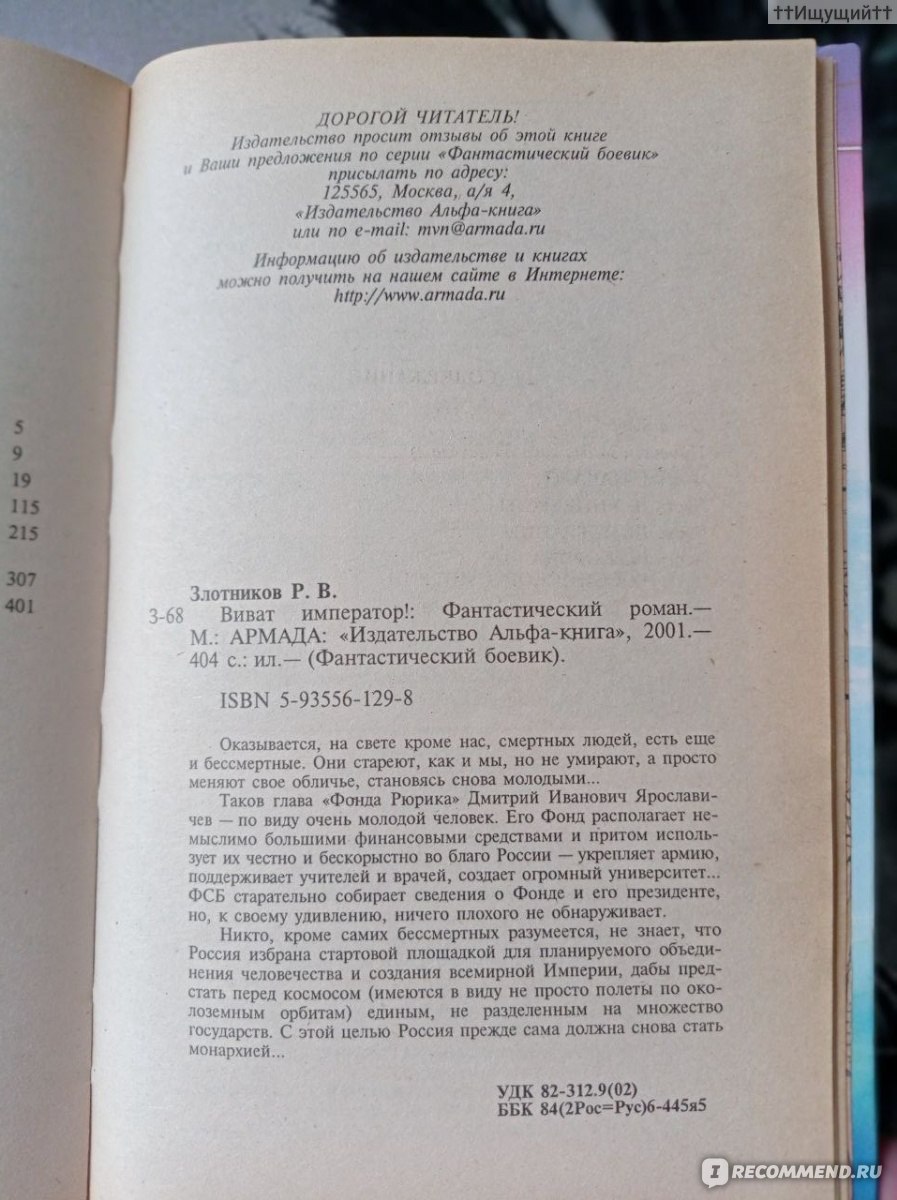 ††Ищущий††
ДОРОГОЙ ЧИТАТЕЛЬ!
Издательство просит отзывы об этой книге
и Ваши предложения по серии «Фантастический боевик»
присылать по адресу:
125565, Москва, а/я 4,
«Издательство Альфа-книга»
или по e-mail: mvn@armada.ru
Информацию об издательстве и книгах
можно получить на нашем сайте в Интернете:
http://www.armada.ru
5
9
19
115
215
307
401
Злотников Р. В.
З-68 Виват император!: Фантастический роман.—
М.: АРМАДА: «Издательство Альфа-книга», 2001.—
404 с.: ил.— (Фантастический боевик).
ISBN 5-93556-129-8
Оказывается, на свете кроме нас, смертных людей, есть еще
и бессмертные. Они стареют, как и мы, но не умирают, а просто
меняют свое обличье, становясь снова молодыми...
Таков глава «Фонда Рюрика» Дмитрий Иванович Ярослави-
чев — по виду очень молодой человек. Его Фонд располагает не-
мыслимо большими финансовыми средствами и притом исполь-
зует их честно и бескорыстно во благо России — укрепляет армию,
поддерживает учителей и врачей, создает огромный университет...
ФСБ старательно собирает сведения о Фонде и его президенте,
но, к своему удивлению, ничего плохого не обнаруживает.
Никто, кроме самих бессмертных разумеется, не знает, что
Россия избрана стартовой площадкой для планируемого объеди-
нения человечества и создания всемирной Империи, дабы пред-
стать перед космосом (имеются в виду не просто полеты по око-
лоземным орбитам) единым, не разделенным на множество
государств. С этой целью Россия прежде сама должна снова стать
монархией...
УДК 82-312.9(02)
ББК 84(2Рос=Рус)6-445я5
IRECOMMEND.RU